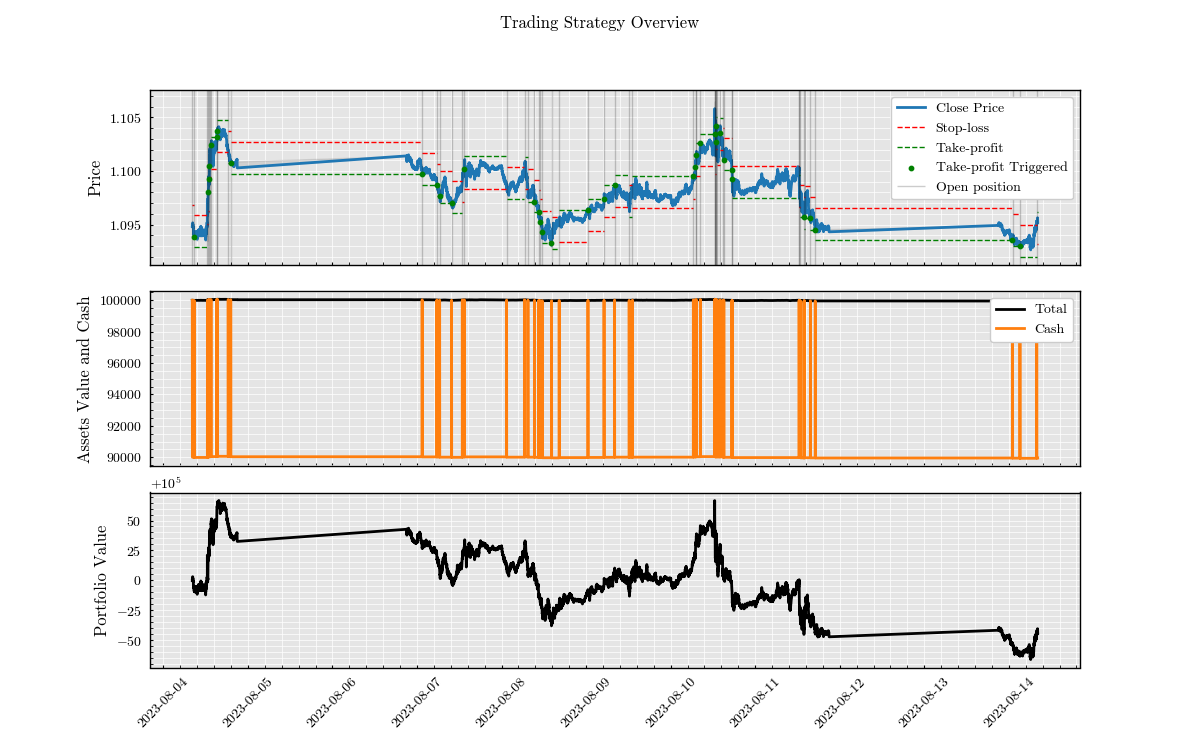 Trading Strategy Overview
Price
1.105
1.100
1.095
Close Price
Stop-loss
Take-profit
Take-profit Triggered
Open position
Assets Value and Cash
100000
98000
96000
94000
92000
90000
Total
Cash
+10⁵
Portfolio Value
50
25
0
−25
−50
2023-08-04
2023-08-05
2023-08-06
2023-08-07
2023-08-08
2023-08-09
2023-08-10
2023-08-11
2023-08-12
2023-08-13
2023-08-14